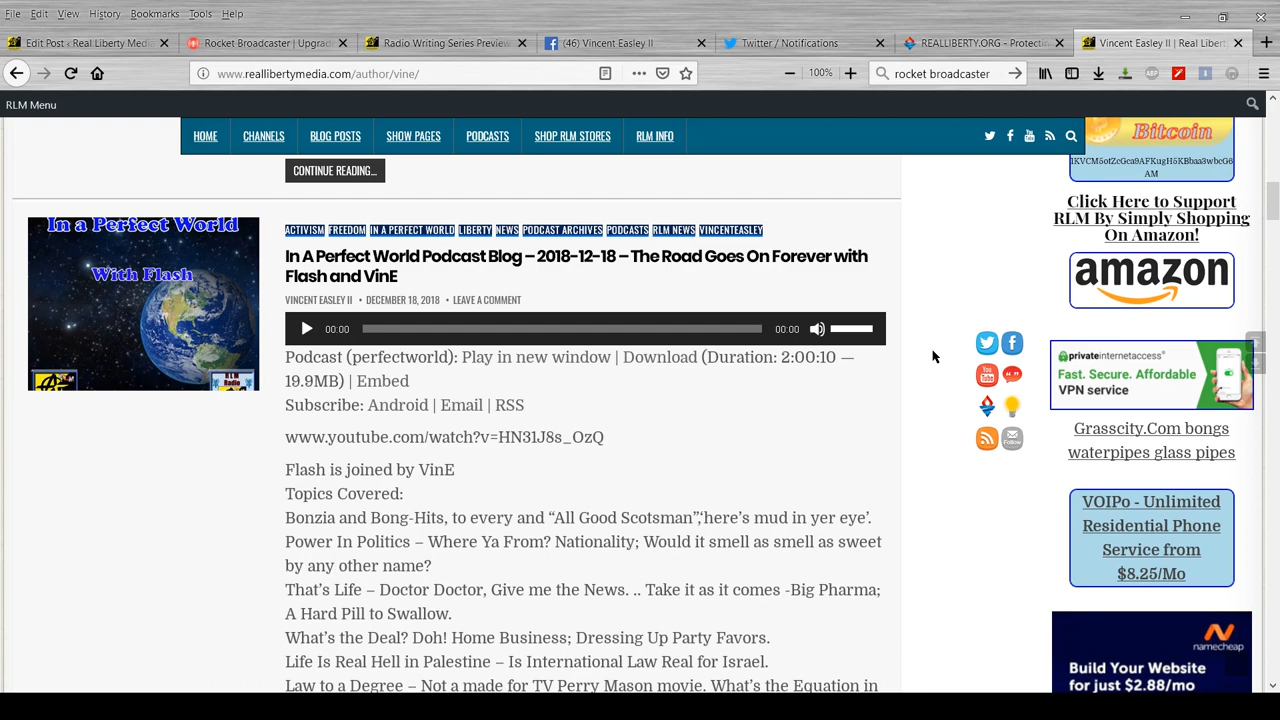 File Edit View History Bookmarks Tools Help
Edit Post - Real Liberty Media
Rocket Broadcaster | Upgra
Radio Writing Series Preview
(46) Vincent Easley II
Twitter / Notifications
REALLIBERTY.ORG - Protectin
Vincent Easley II | Real Libert
www.reallibertymedia.com/author/vine/
100%
rocket broadcaster
ABP
RLM Menu
HOME CHANNELS BLOG POSTS SHOW PAGES PODCASTS SHOP RLM STORES RLM INFO
CONTINUE READING...
In a Perfect World
With Flash
ACTIVISM FREEDOM IN A PERFECT WORLD LIBERTY NEWS PODCAST ARCHIVES PODCASTS RLM NEWS VINCENTEASLEY
In A Perfect World Podcast Blog – 2018-12-18 – The Road Goes On Forever with
Flash and VinE
VINCENT EASLEY II • DECEMBER 18, 2018 • LEAVE A COMMENT
00:00 00:00
Podcast (perfectworld): Play in new window | Download (Duration: 2:00:10 —
19.9MB) | Embed
Subscribe: Android | Email | RSS
www.youtube.com/watch?v=HN31J8s_OzQ
Flash is joined by VinE
Topics Covered:
Bonzia and Bong-Hits, to every and “All Good Scotsman”,‘here’s mud in yer eye’.
Power In Politics – Where Ya From? Nationality; Would it smell as smell as sweet
by any other name?
That’s Life – Doctor Doctor, Give me the News. .. Take it as it comes -Big Pharma;
A Hard Pill to Swallow.
What’s the Deal? Doh! Home Business; Dressing Up Party Favors.
Life Is Real Hell in Palestine – Is International Law Real for Israel.
Law to a Degree – Not a made for TV Perry Mason movie. What’s the Equation in
You Tube
Follow
Bitcoin
1KVCM5otZcGca9AFKugH5KBbaa3wbcG6
AM
Click Here to Support
RLM By Simply Shopping
On Amazon!
amazon
privateinternetaccess
Fast. Secure. Affordable
VPN service
Grasscity.Com bongs
waterpipes glass pipes
VOIPo - Unlimited
Residential Phone
Service from
$8.25/Mo
namecheap
Build Your Website
for just $2.88/mo